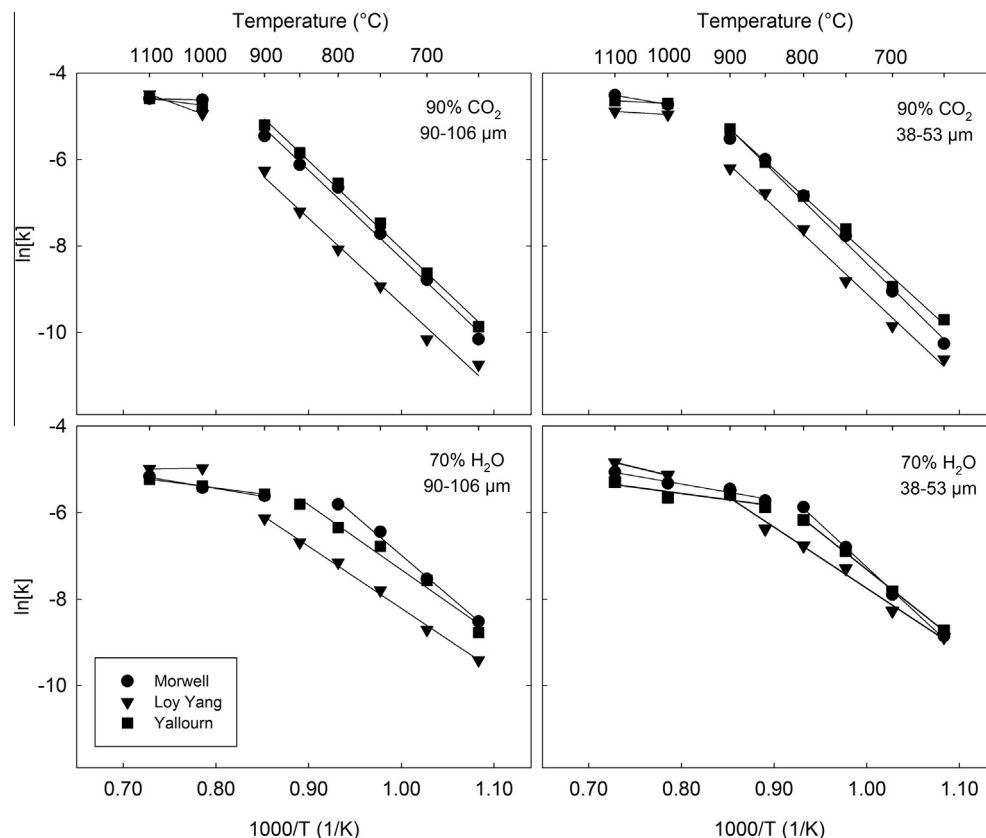 Temperature (°C) Temperature (°C)
1100 1000 900 800 700 1100 1000 900 800 700
-4
90% CO₂ 90% CO₂
90-106 µm 38-53 µm
-6
ln[k]
-8
-10
-4
70% H₂O 70% H₂O
90-106 µm 38-53 µm
-6
ln[k]
-8
Morwell
-10
Loy Yang
Yallourn
0.70 0.80 0.90 1.00 1.10 0.70 0.80 0.90 1.00 1.10
1000/T (1/K) 1000/T (1/K)